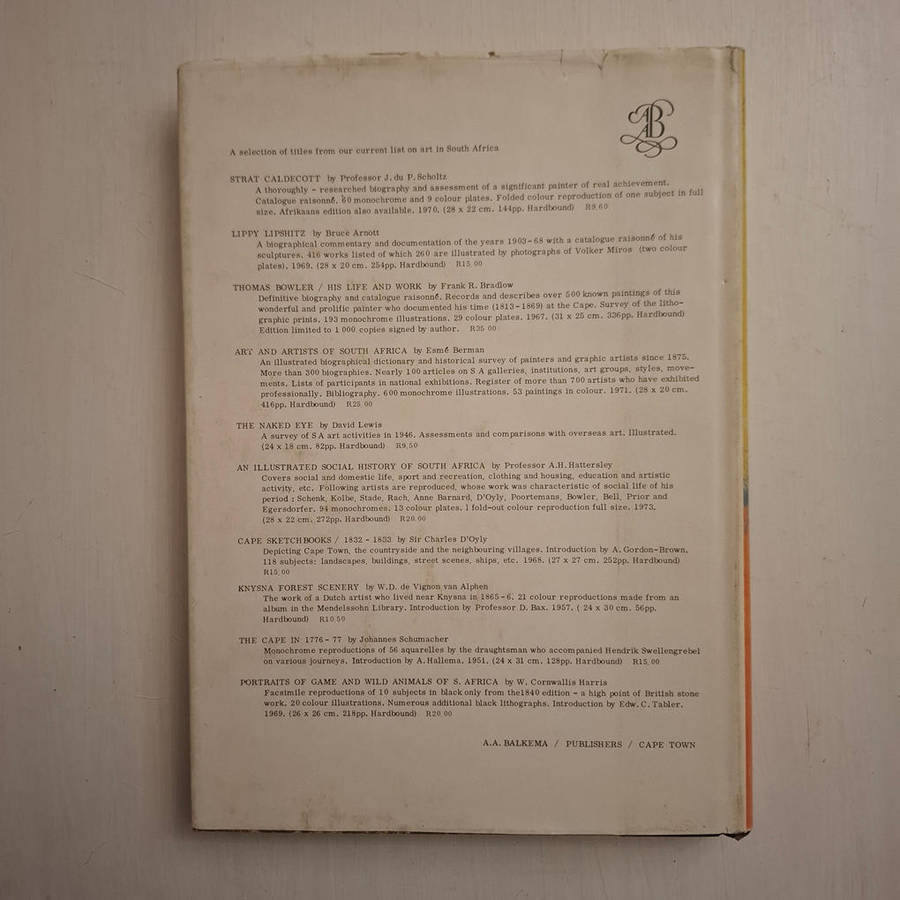 AAB
A selection of titles from our current list on art in South Africa
STRAT CALDECOTT by Professor J. du P. Scholtz
A thoroughly - researched biography and assessment of a significant painter of real achievement.
Catalogue raisonné. 60 monochrome and 9 colour plates. Folded colour reproduction of one subject in full
size. Afrikaans edition also available. 1970. (28 x 22 cm. 144pp. Hardbound) R9.60
LIPPY LIPSHITZ by Bruce Arnott
A biographical commentary and documentation of the years 1903-68 with a catalogue raisonné of his
sculptures. 416 works listed of which 260 are illustrated by photographs of Volker Miros (two colour
plates). 1969. (28 x 20 cm. 254pp. Hardbound) R15.00
THOMAS BOWLER / HIS LIFE AND WORK by Frank R. Bradlow
Definitive biography and catalogue raisonné. Records and describes over 500 known paintings of this
wonderful and prolific painter who documented his time (1813-1869) at the Cape. Survey of the litho-
graphic prints. 193 monochrome illustrations. 29 colour plates. 1967. (31 x 25 cm. 336pp. Hardbound)
Edition limited to 1 000 copies signed by author. R35 00
ART AND ARTISTS OF SOUTH AFRICA by Esmé Berman
An illustrated biographical dictionary and historical survey of painters and graphic artists since 1875.
More than 300 biographies. Nearly 100 articles on S A galleries, institutions, art groups, styles, move-
ments. Lists of participants in national exhibitions. Register of more than 700 artists who have exhibited
professionally. Bibliography. 600 monochrome illustrations. 53 paintings in colour. 1971. (28 x 20 cm.
416pp. Hardbound) R25 00
THE NAKED EYE by David Lewis
A survey of SA art activities in 1946. Assessments and comparisons with overseas art. Illustrated.
(24 x 18 cm. 82pp. Hardbound) R9.50
AN ILLUSTRATED SOCIAL HISTORY OF SOUTH AFRICA by Professor A.H. Hattersley
Covers social and domestic life, sport and recreation, clothing and housing, education and artistic
activity, etc. Following artists are reproduced, whose work was characteristic of social life of his
period : Schenk, Kolbe, Stade, Rach, Anne Barnard, D'Oyly, Poortemans, Bowler, Bell, Prior and
Egersdorfer. 94 monochromes. 13 colour plates. 1 fold-out colour reproduction full size. 1973.
(28 x 22 cm. 272pp. Hardbound) R20.00
CAPE SKETCHBOOKS / 1832 - 1833 by Sir Charles D'Oyly
Depicting Cape Town, the countryside and the neighbouring villages. Introduction by A. Gordon-Brown.
118 subjects: landscapes, buildings, street scenes, ships, etc. 1968. (27 x 27 cm. 252pp. Hardbound)
R15.00
KNYSNA FOREST SCENERY by W.D. de Vignon van Alphen
The work of a Dutch artist who lived near Knysna in 1865-6. 21 colour reproductions made from an
album in the Mendelssohn Library. Introduction by Professor D. Bax. 1957. ( 24 x 30 cm. 56pp.
Hardbound) R10.50
THE CAPE IN 1776- 77 by Johannes Schumacher
Monochrome reproductions of 56 aquarelles by the draughtsman who accompanied Hendrik Swellengrebel
on various journeys. Introduction by A. Hallema. 1951. (24 x 31 cm. 128pp. Hardbound) R15.00
PORTRAITS OF GAME AND WILD ANIMALS OF S. AFRICA by W. Cornwallis Harris
Facsimile reproductions of 10 subjects in black only from the1840 edition - a high point of British stone
work. 20 colour illustrations. Numerous additional black lithographs. Introduction by Edw. C. Tabler.
1969. (26 x 26 cm. 218pp. Hardbound) R20.00
A.A. BALKEMA / PUBLISHERS / CAPE TOWN